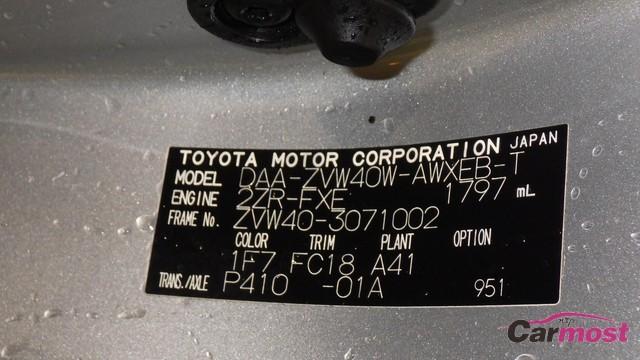 TOYOTA MOTOR CORPORATION JAPAN
MODEL DAA-ZVW40W-AWXEB-T
ENGINE 2ZR-FXE 1797 mL
FRAME No. ZVW40-3071002
COLOR TRIM PLANT OPTION
1F7 FC18 A41
TRANS./AXLE P410 -01A 951
Carmost